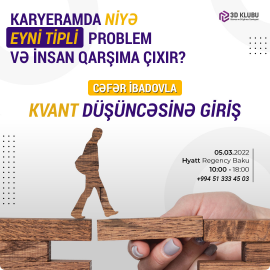 3D KLUBU
KARYERAMDA NİYƏ
EYNİ TİPLİ PROBLEM
VƏ İNSAN QARŞIMA ÇIXIR?
CƏFƏR İBADOVLA
KVANT DÜŞÜNCƏSİNƏ GİRİŞ
05.03.2022
Hyatt Regency Baku
10:00 - 18:00
+994 51 333 45 03